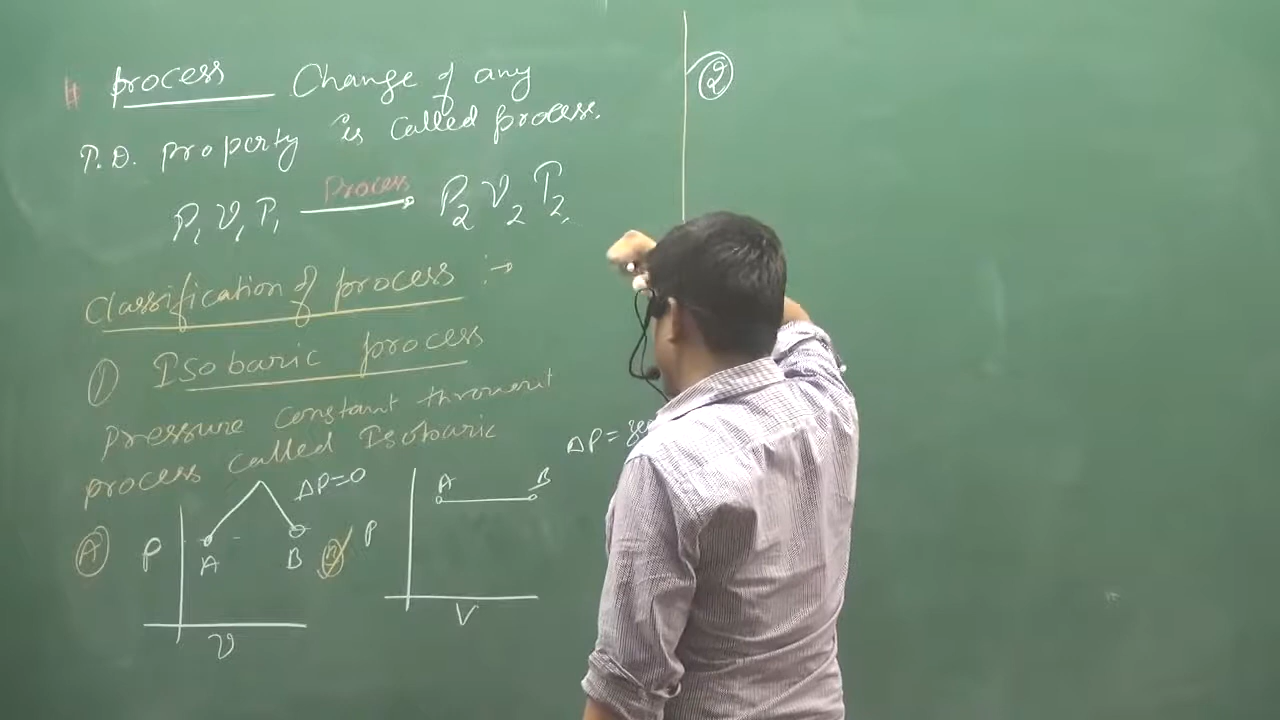 # process Change of any
T.D. property is called process.
P₁ V₁ T₁ Process P₂ V₂ T₂
Classification of process :→
① Isobaric process
Pressure constant throuout
process called Isobaric
ΔP =
Ⓐ P A B ΔP=0
V
P A B
V
②